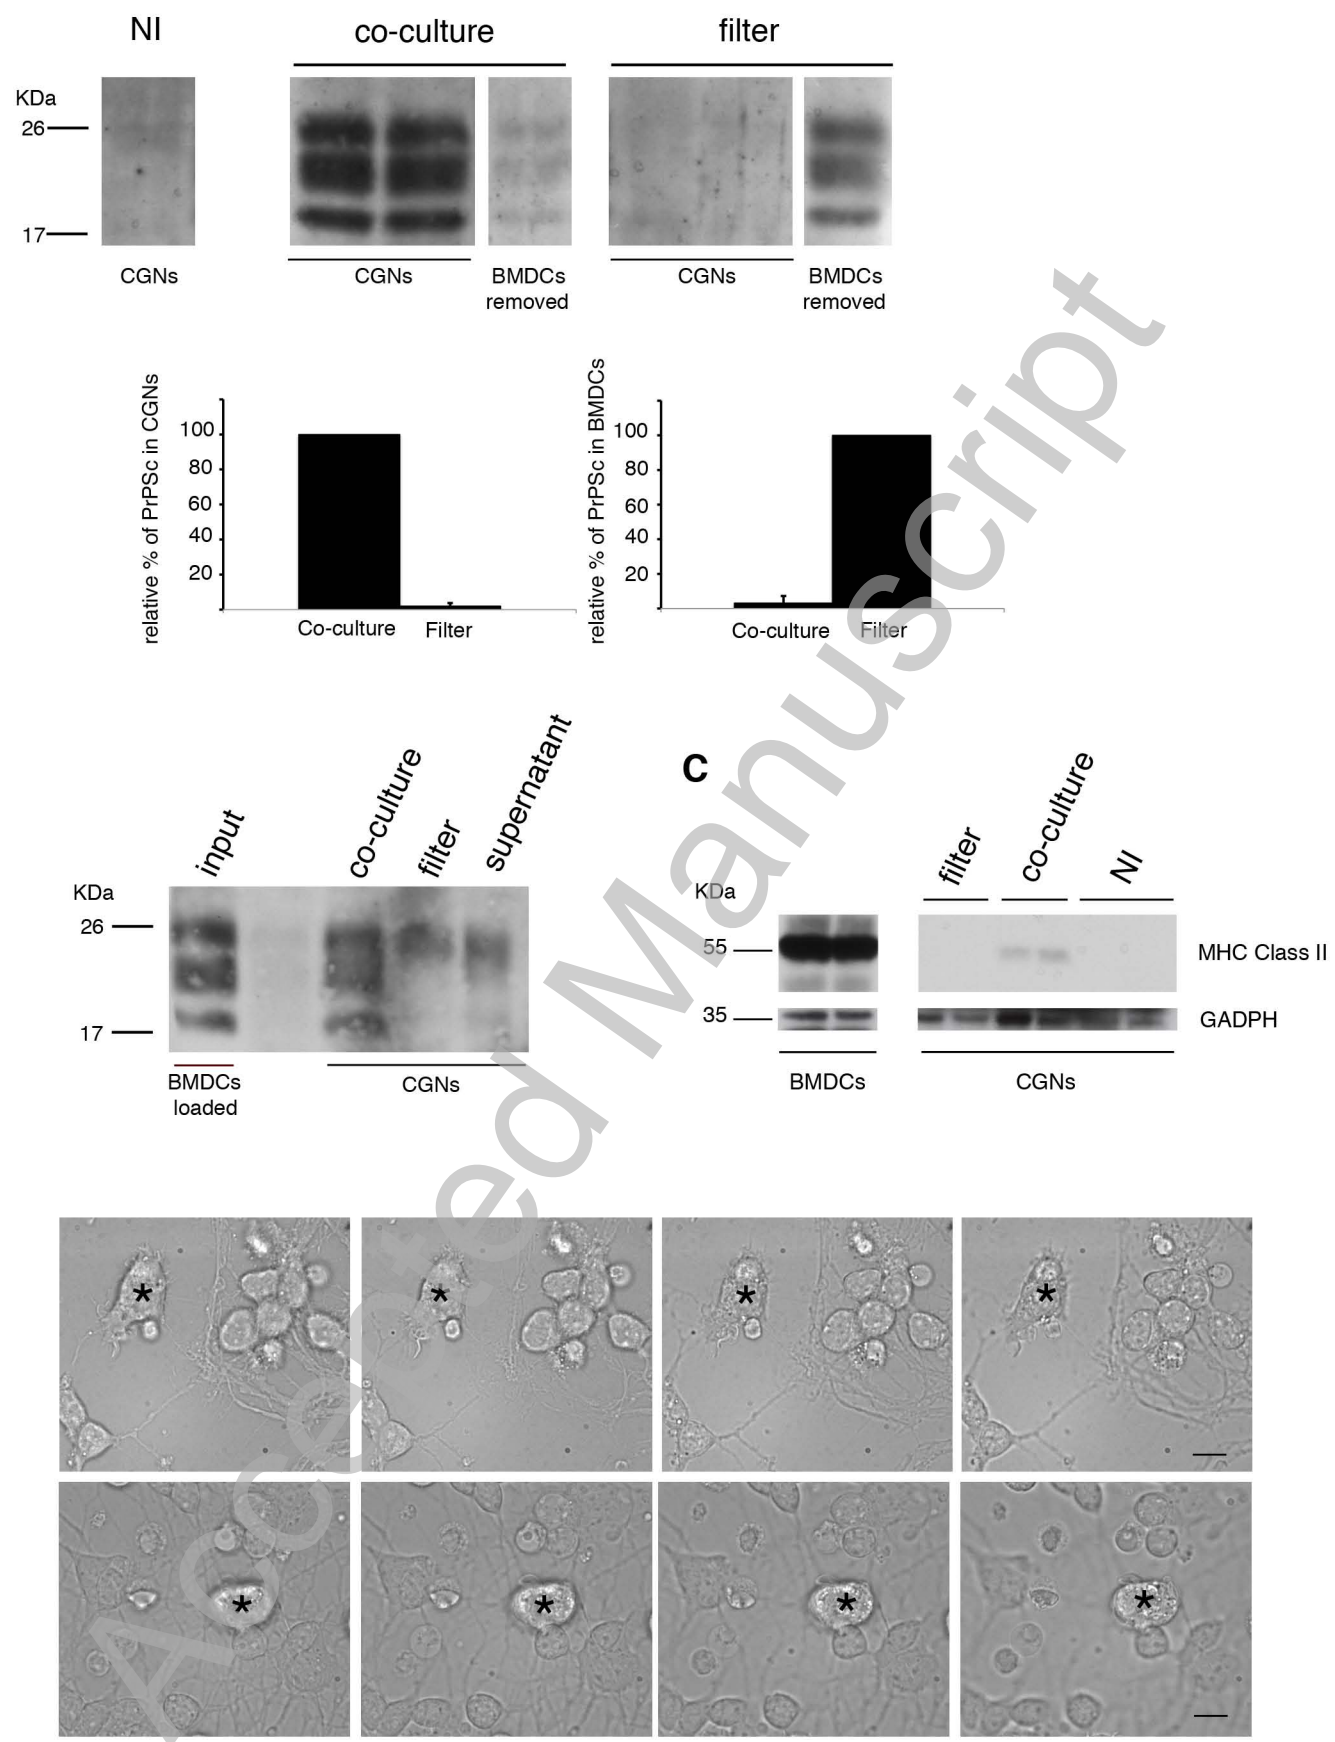 NI
co-culture
filter
KDa
26
17
CGNs
CGNs
BMDCs
removed
CGNs
BMDCs
removed
relative % of PrPSc in CGNs
100
80
60
40
20
Co-culture
Filter
relative % of PrPSc in BMDCs
100
80
60
40
20
Co-culture
Filter
input
co-culture
filter
supernatant
KDa
26
17
BMDCs
loaded
CGNs
C
filter
co-culture
NI
KDa
55
35
MHC Class II
GADPH
BMDCs
CGNs
*
*
*
*
*
*
*
*
Accepted Manuscript